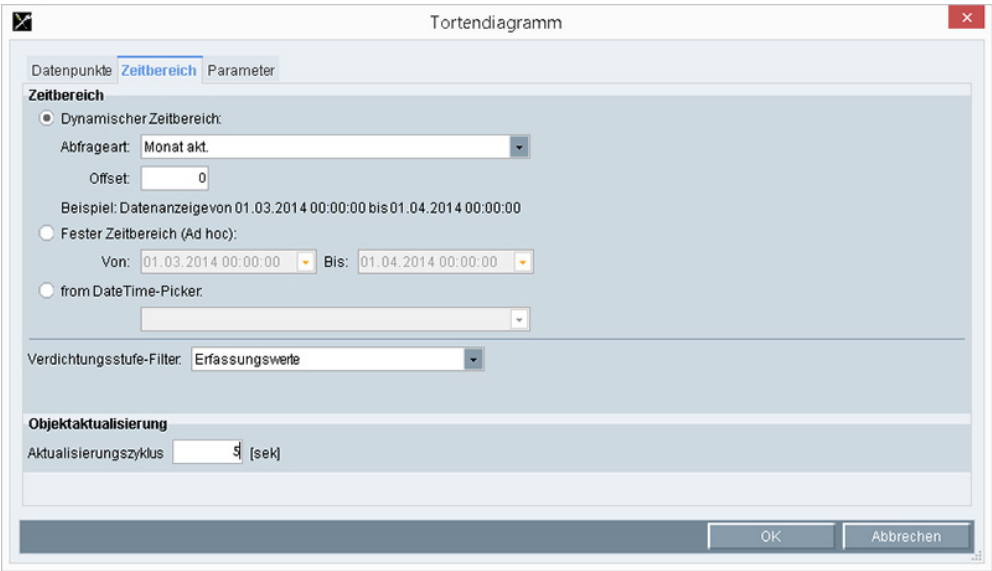 Tortendiagramm
Datenpunkte Zeitbereich Parameter
Zeitbereich
Dynamischer Zeitbereich:
Abfrageart: Monat akt.
Offset: 0
Beispiel: Datenanzeige von 01.03.2014 00:00:00 bis 01.04.2014 00:00:00
Fester Zeitbereich (Ad hoc):
Von: 01.03.2014 00:00:00 Bis: 01.04.2014 00:00:00
from DateTime-Picker:
Verdichtungsstufe-Filter: Erfassungswerte
Objektaktualisierung
Aktualisierungszyklus 5 [sek]
OK Abbrechen